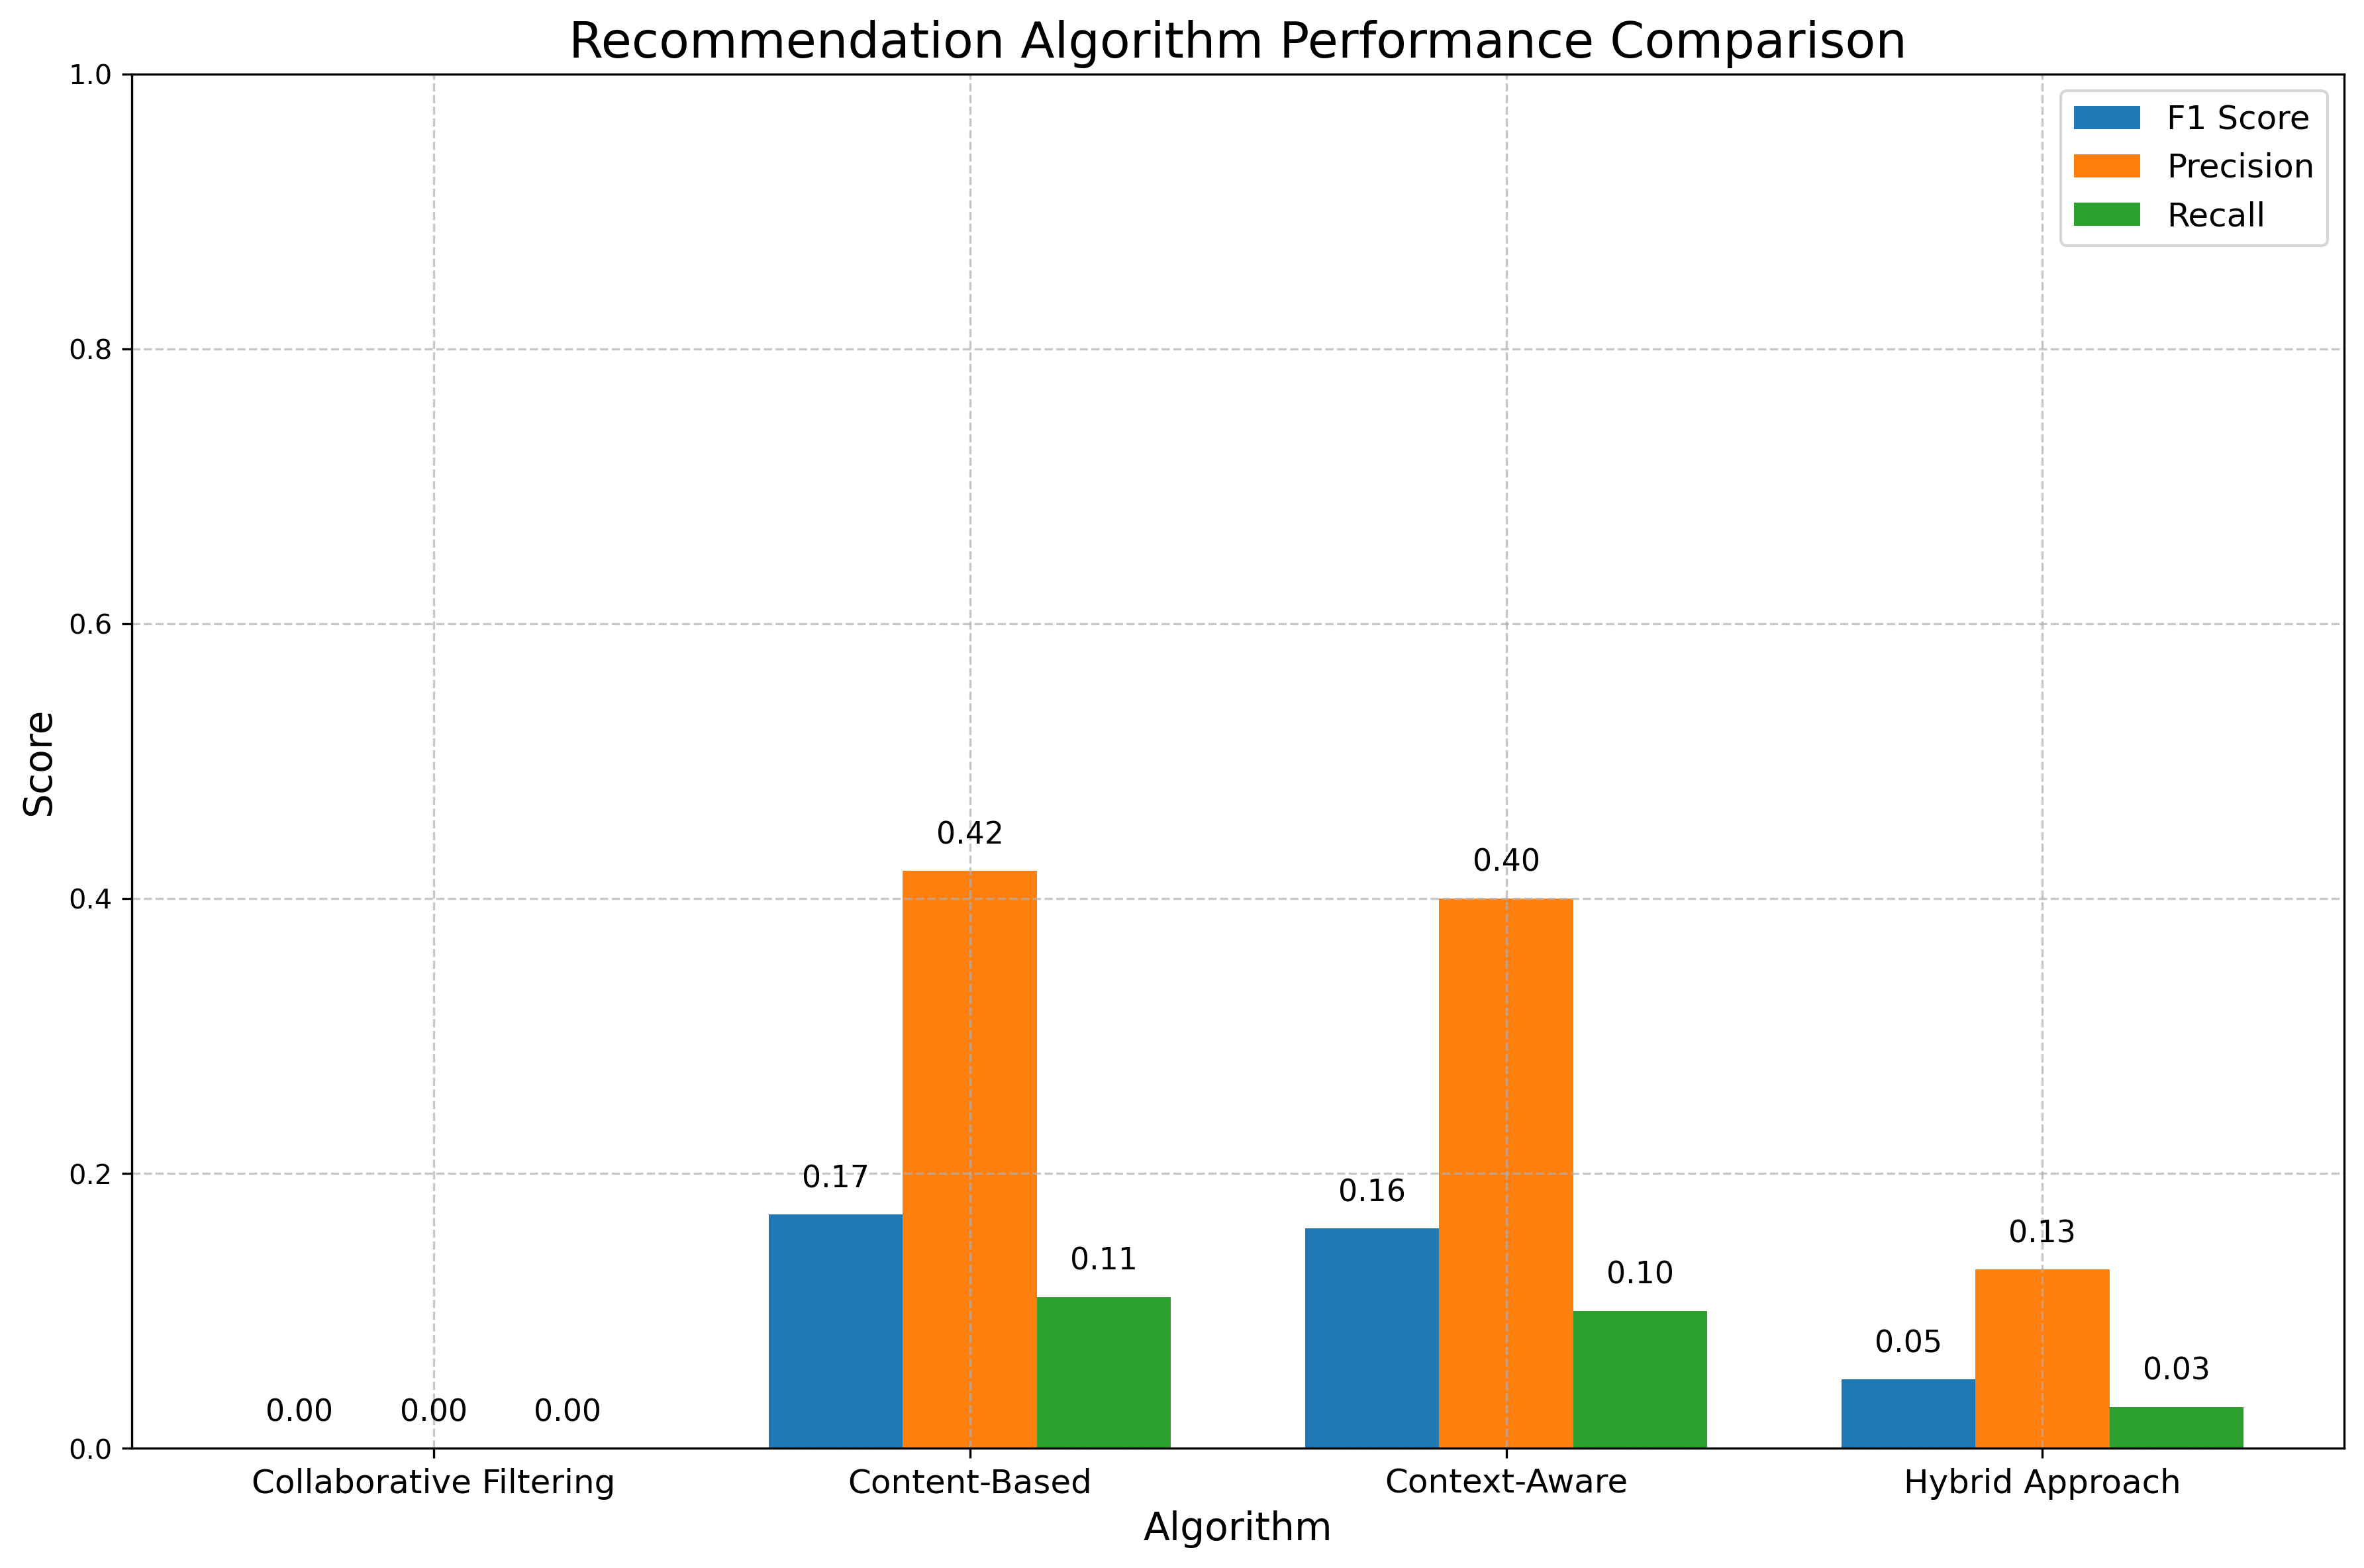 Recommendation Algorithm Performance Comparison
1.0
0.8
0.6
0.4
0.2
0.0
Score
F1 Score
Precision
Recall
0.00 0.00 0.00
0.17 0.42 0.11
0.16 0.40 0.10
0.05 0.13 0.03
Collaborative Filtering
Content-Based
Context-Aware
Hybrid Approach
Algorithm